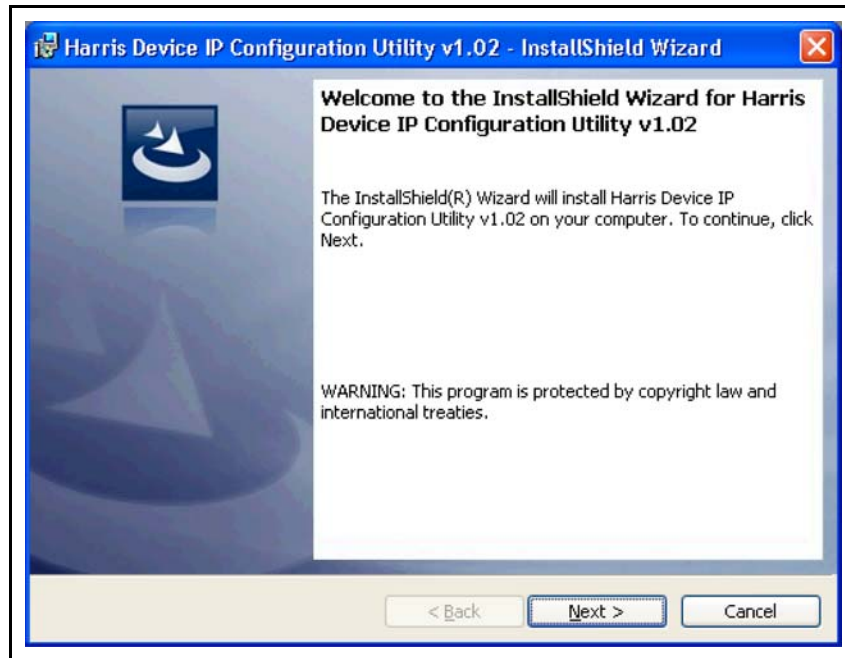 Harris Device IP Configuration Utility v1.02 - InstallShield Wizard
Welcome to the InstallShield Wizard for Harris
Device IP Configuration Utility v1.02
The InstallShield(R) Wizard will install Harris Device IP
Configuration Utility v1.02 on your computer. To continue, click
Next.
WARNING: This program is protected by copyright law and
international treaties.
< Back
Next >
Cancel